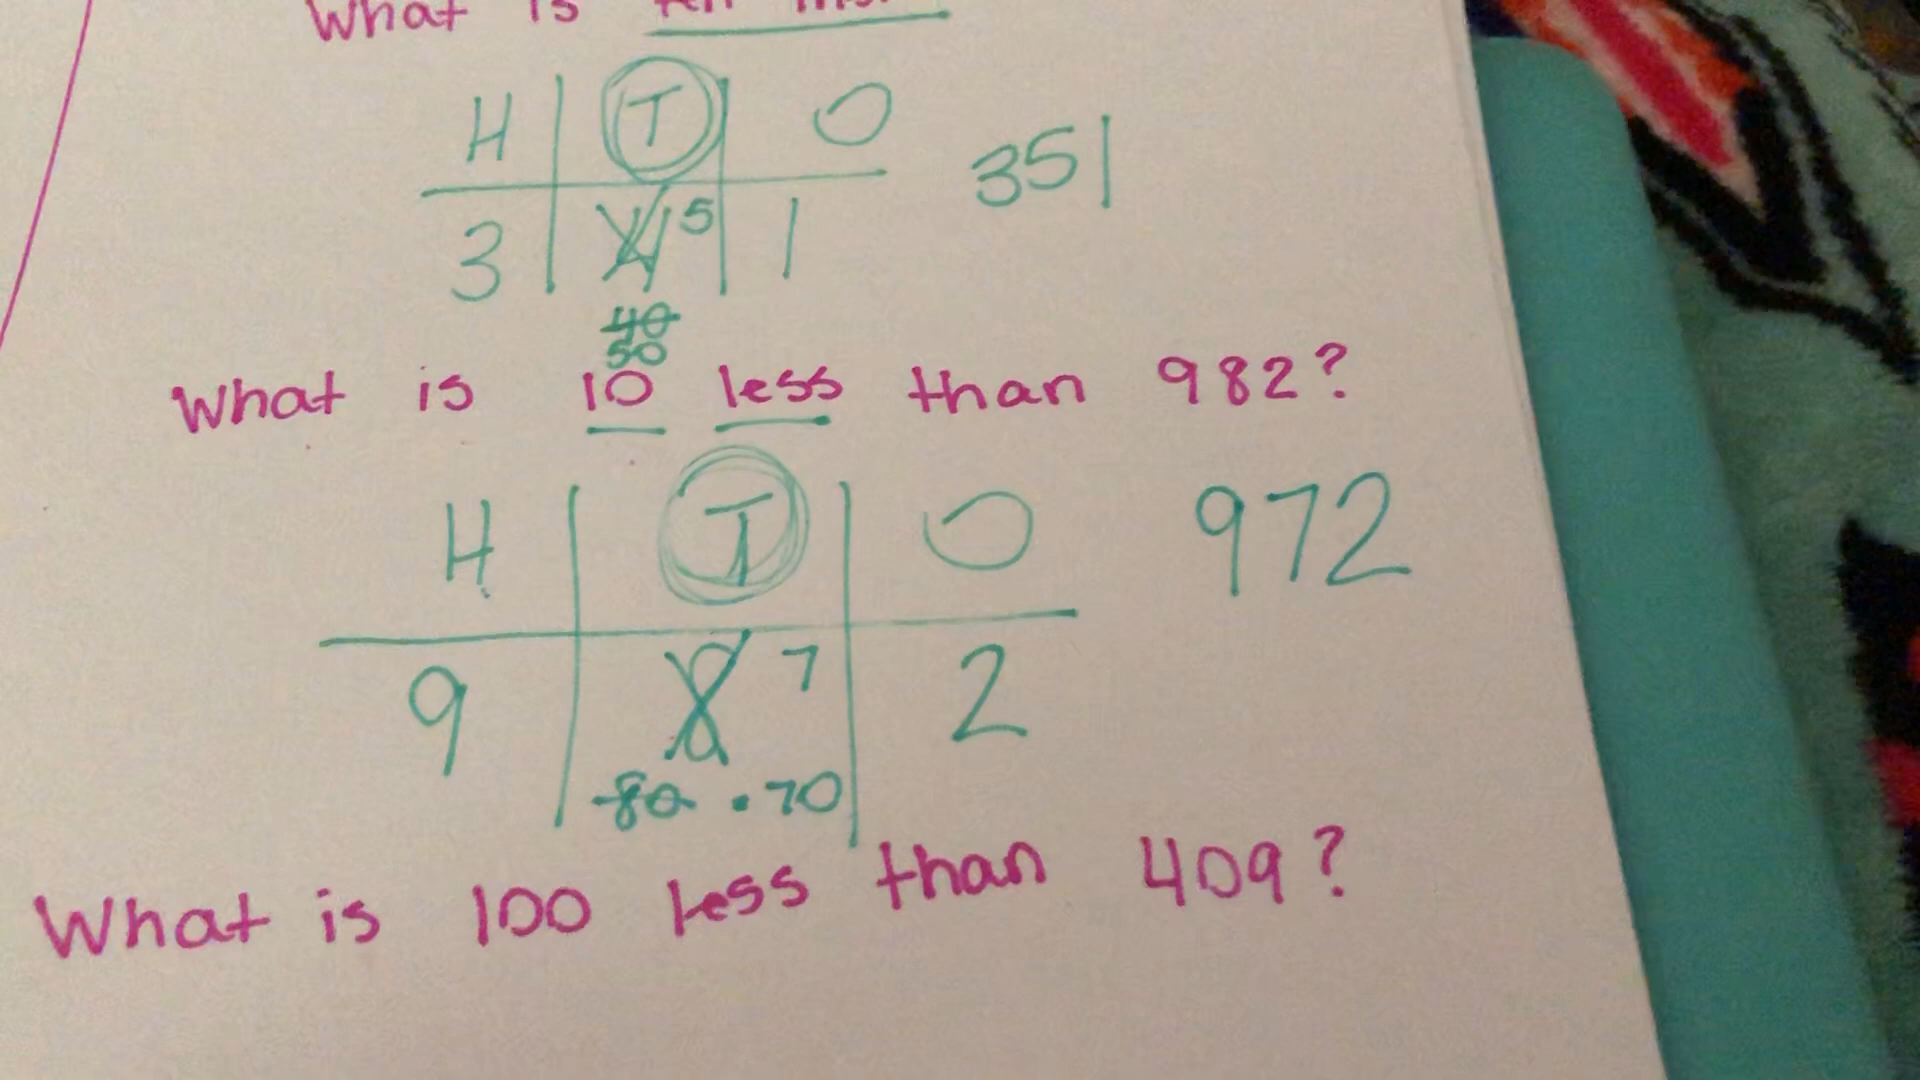 What is ten
H T O
3 4 5 1 351
40
50
What is 10 less than 982?
H T O 972
9 8 7 2
80 . 70
What is 100 less than 409?